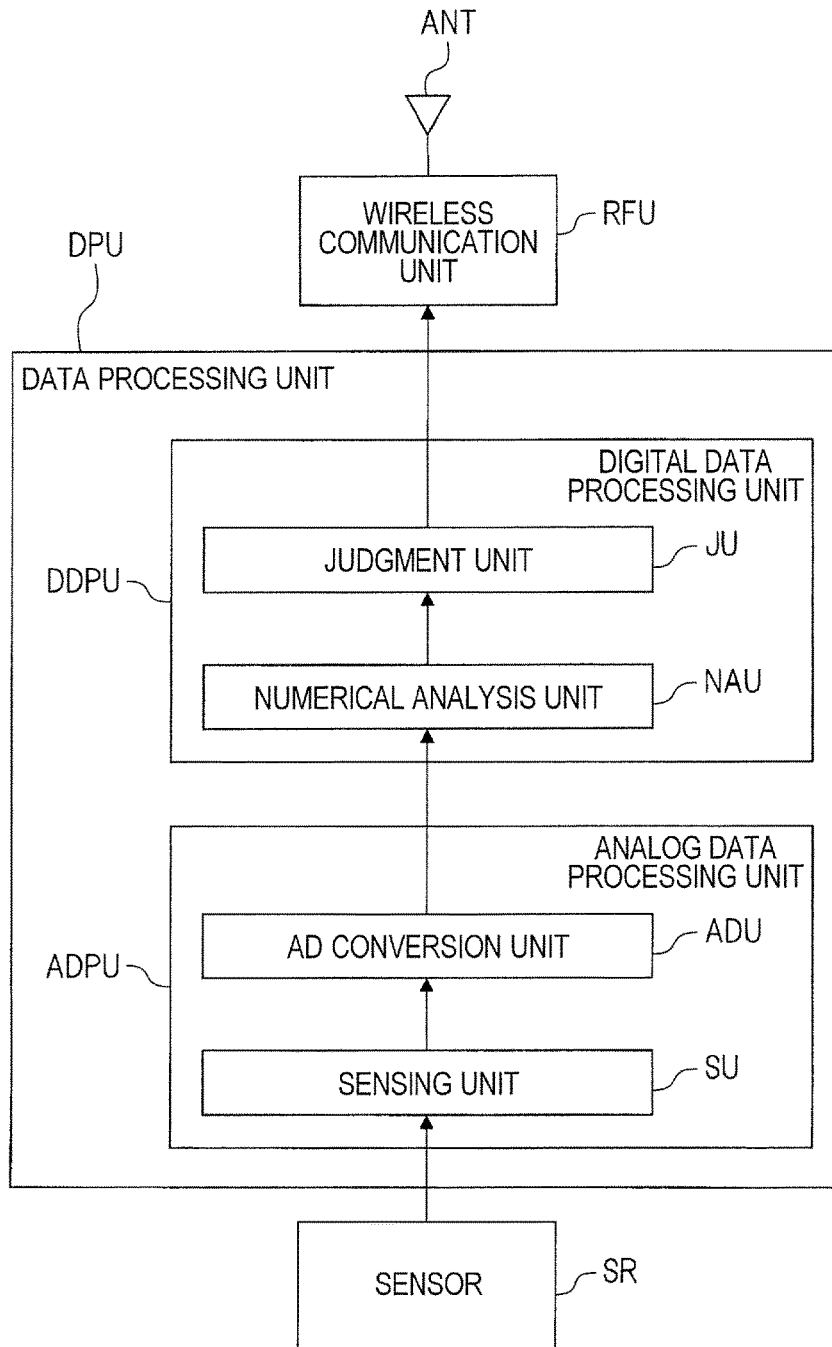 ANT
WIRELESS
COMMUNICATION
UNIT
RFU
DPU
DATA PROCESSING UNIT
DIGITAL DATA
PROCESSING UNIT
JUDGMENT UNIT
JU
DDPU
NUMERICAL ANALYSIS UNIT
NAU
ANALOG DATA
PROCESSING UNIT
AD CONVERSION UNIT
ADU
ADPU
SENSING UNIT
SU
SENSOR
SR